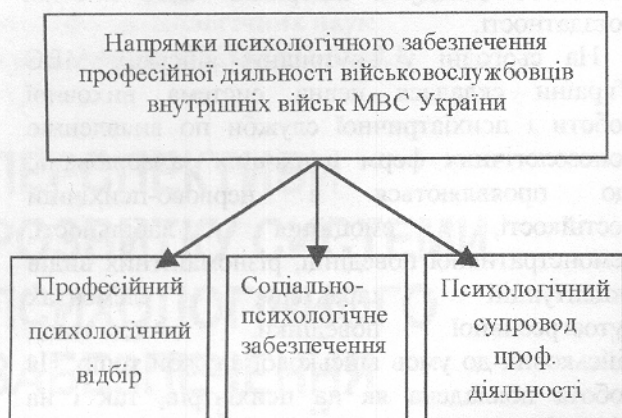 Напрямки психологічного забезпечення
професійної діяльності військовослужбовців
внутрішніх військ МВС України
Професійний
психологічний
відбір
Соціально-
психологічне
забезпечення
Психологічний
супровод
проф.
діяльності